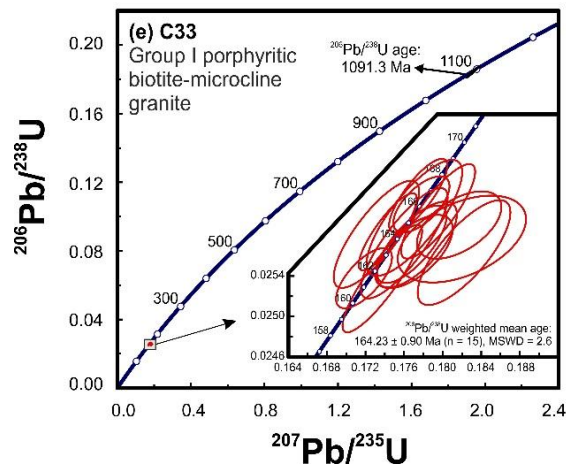 (e) C33
Group I porphyritic
biotite-microcline
granite
206Pb/238U age:
1091.3 Ma
0.20
0.16
0.12
0.08
0.04
0.00
206Pb/238U
300
500
700
900
1100
170
168
166
164
162
160
158
0.0254
0.0250
0.0246
206Pb/238U weighted mean age:
164.23 ± 0.90 Ma (n = 15), MSWD = 2.6
0.164 0.168 0.172 0.176 0.180 0.184 0.188
0.0 0.4 0.8 1.2 1.6 2.0 2.4
207Pb/235U